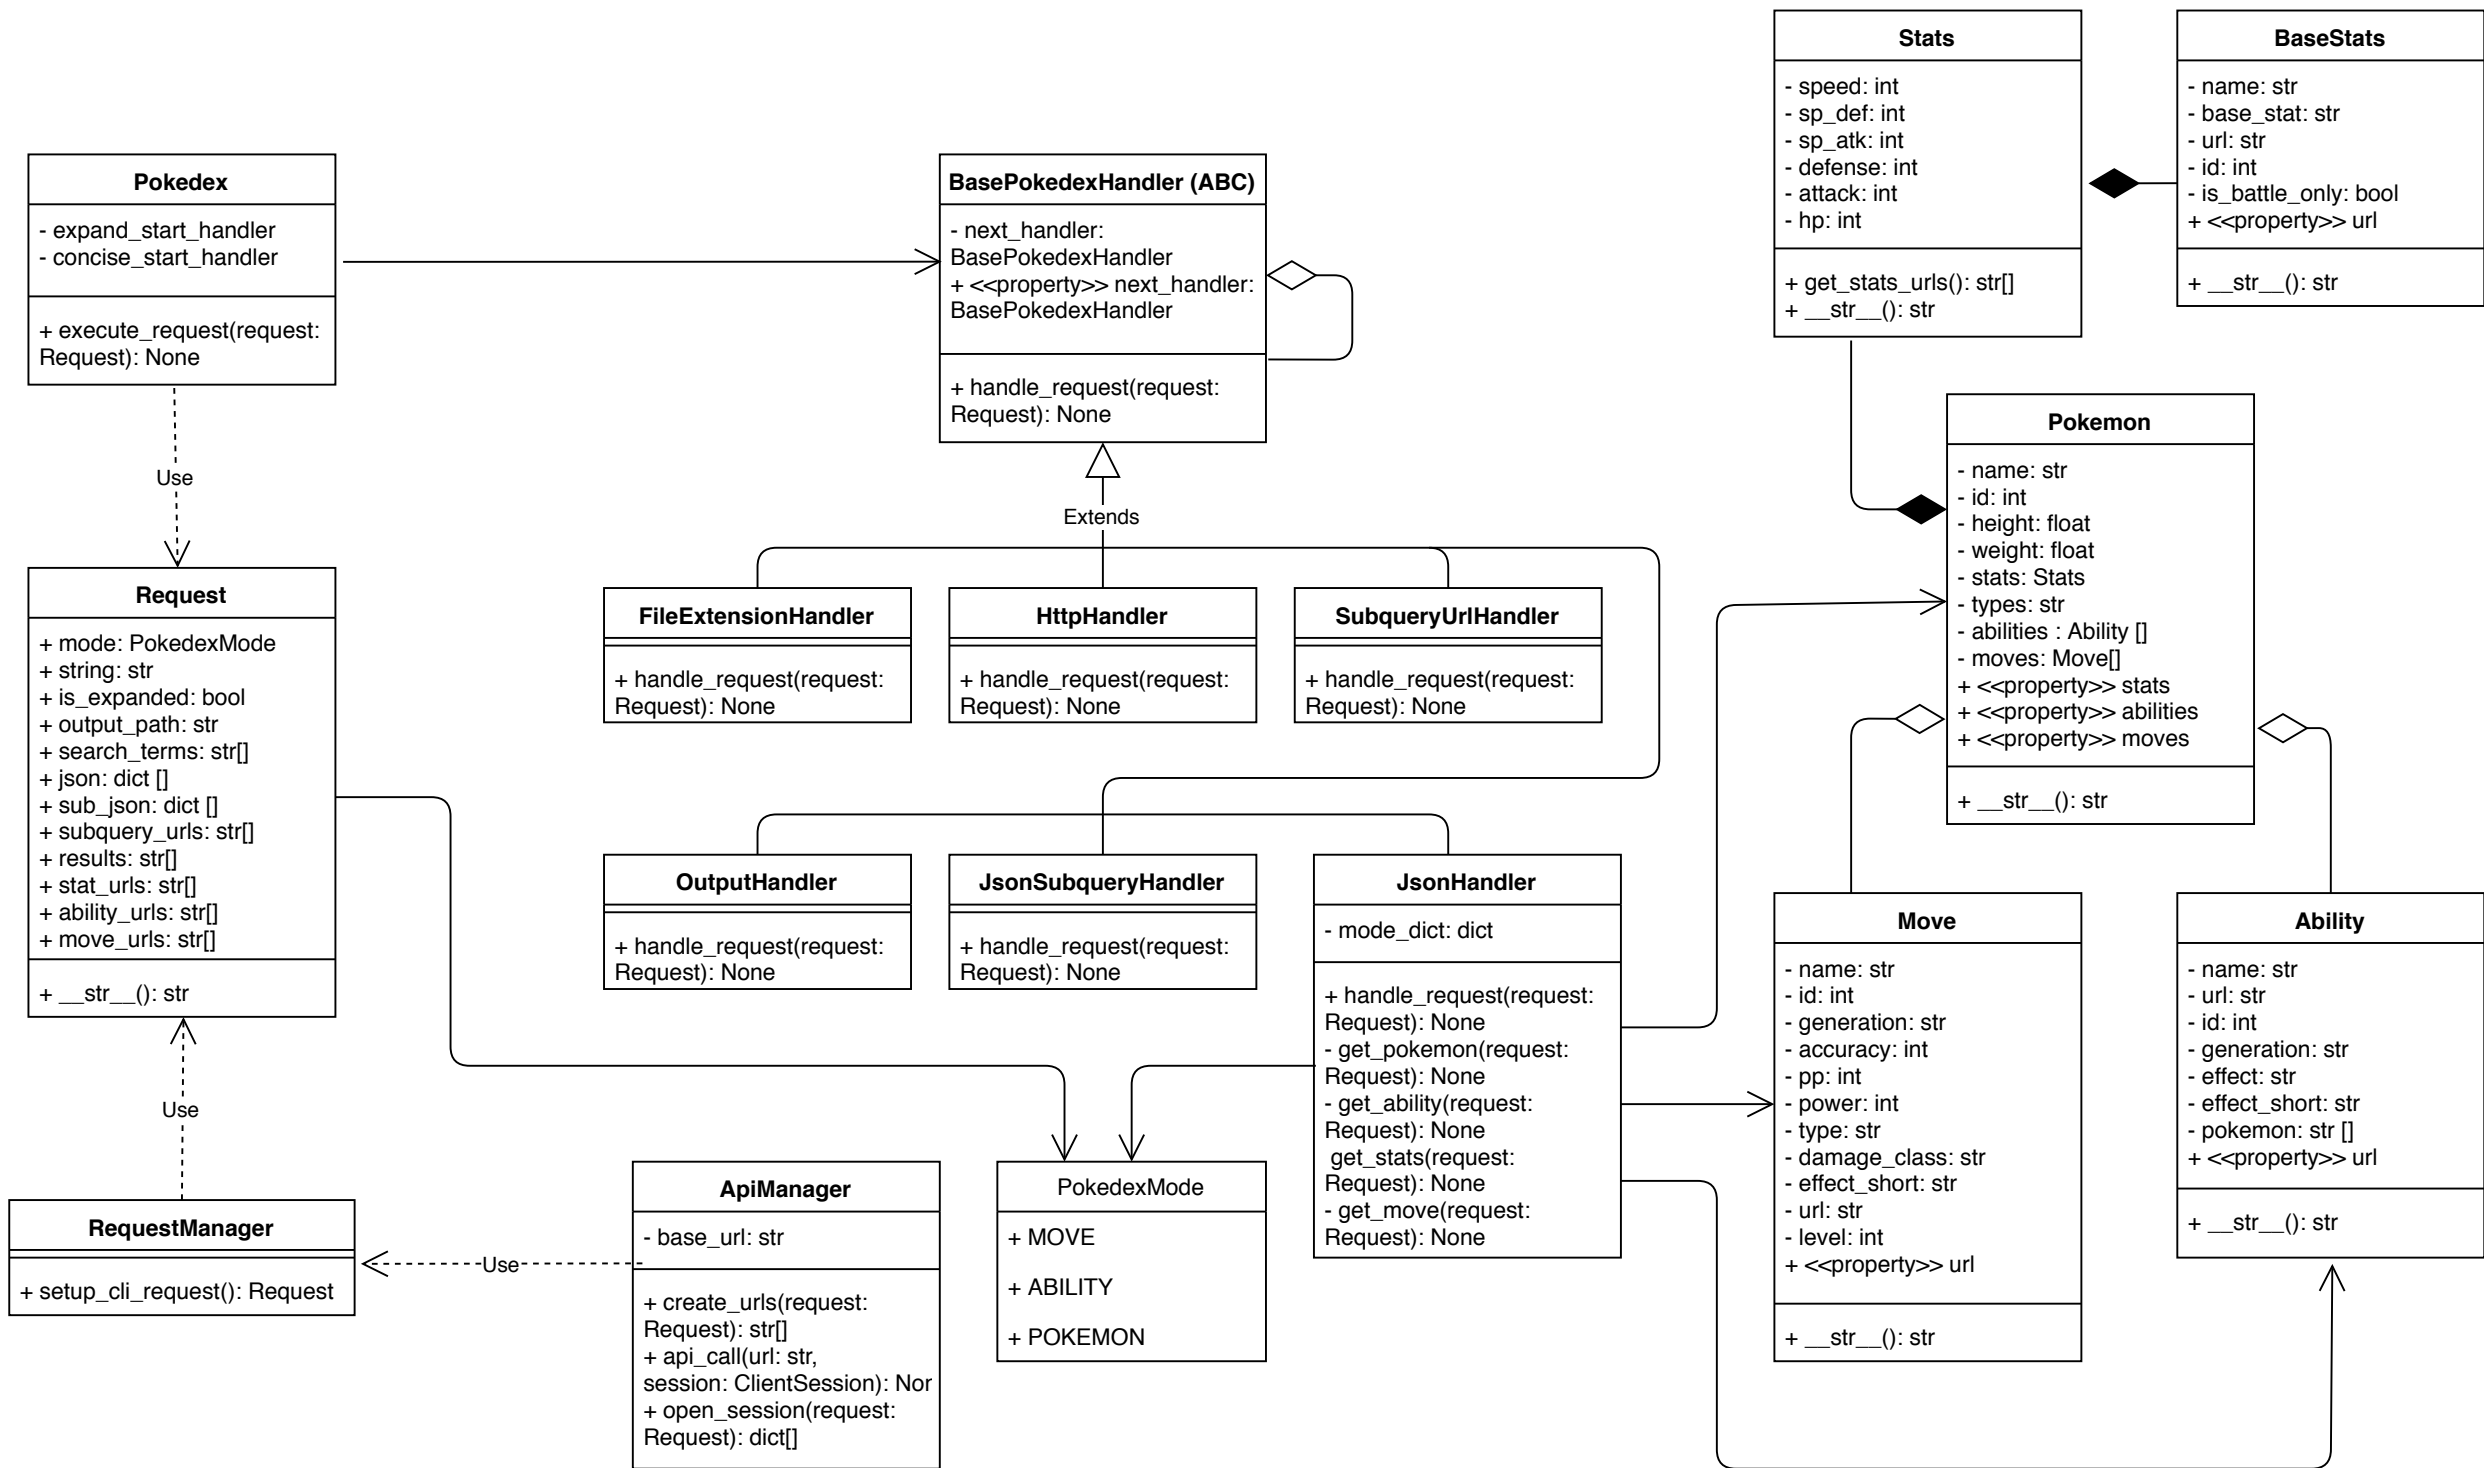 Pokedex
- expand_start_handler
- concise_start_handler
+ execute_request(request:
Request): None
Use
Request
+ mode: PokedexMode
+ string: str
+ is_expanded: bool
+ output_path: str
+ search_terms: str[]
+ json: dict []
+ sub_json: dict []
+ subquery_urls: str[]
+ results: str[]
+ stat_urls: str[]
+ ability_urls: str[]
+ move_urls: str[]
+ __str__(): str
Use
RequestManager
+ setup_cli_request(): Request
Use
ApiManager
- base_url: str
+ create_urls(request:
Request): str[]
+ api_call(url: str,
session: ClientSession): Nor
+ open_session(request:
Request): dict[]
BasePokedexHandler (ABC)
- next_handler:
BasePokedexHandler
+ <<property>> next_handler:
BasePokedexHandler
+ handle_request(request:
Request): None
Extends
FileExtensionHandler
+ handle_request(request:
Request): None
HttpHandler
+ handle_request(request:
Request): None
SubqueryUrlHandler
+ handle_request(request:
Request): None
OutputHandler
+ handle_request(request:
Request): None
JsonSubqueryHandler
+ handle_request(request:
Request): None
JsonHandler
- mode_dict: dict
+ handle_request(request:
Request): None
- get_pokemon(request:
Request): None
- get_ability(request:
Request): None
get_stats(request:
Request): None
- get_move(request:
Request): None
PokedexMode
+ MOVE
+ ABILITY
+ POKEMON
Stats
- speed: int
- sp_def: int
- sp_atk: int
- defense: int
- attack: int
- hp: int
+ get_stats_urls(): str[]
+ __str__(): str
BaseStats
- name: str
- base_stat: str
- url: str
- id: int
- is_battle_only: bool
+ <<property>> url
+ __str__(): str
Pokemon
- name: str
- id: int
- height: float
- weight: float
- stats: Stats
- types: str
- abilities : Ability []
- moves: Move[]
+ <<property>> stats
+ <<property>> abilities
+ <<property>> moves
+ __str__(): str
Move
- name: str
- id: int
- generation: str
- accuracy: int
- pp: int
- power: int
- type: str
- damage_class: str
- effect_short: str
- url: str
- level: int
+ <<property>> url
+ __str__(): str
Ability
- name: str
- url: str
- id: int
- generation: str
- effect: str
- effect_short: str
- pokemon: str []
+ <<property>> url
+ __str__(): str